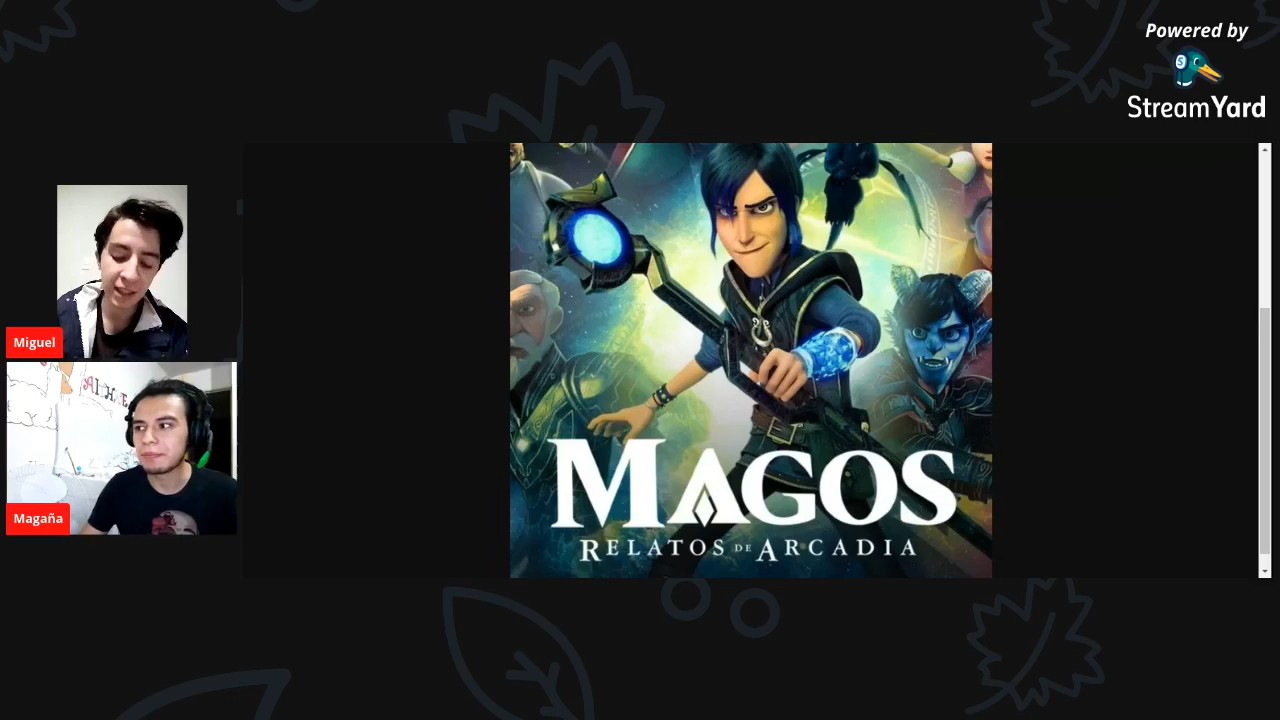 Powered by
StreamYard
Miguel
Magaña
MAGOS
RELATOS DE ARCADIA